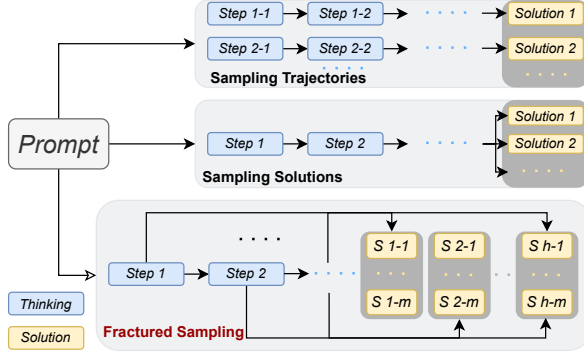 Step 1-1 Step 1-2 Solution 1
Step 2-1 Step 2-2 Solution 2
Sampling Trajectories
Prompt
Solution 1
Step 1 Step 2 Solution 2
Sampling Solutions
S 1-1 S 2-1 S h-1
Step 1 Step 2
S 1-m S 2-m S h-m
Thinking
Solution
Fractured Sampling